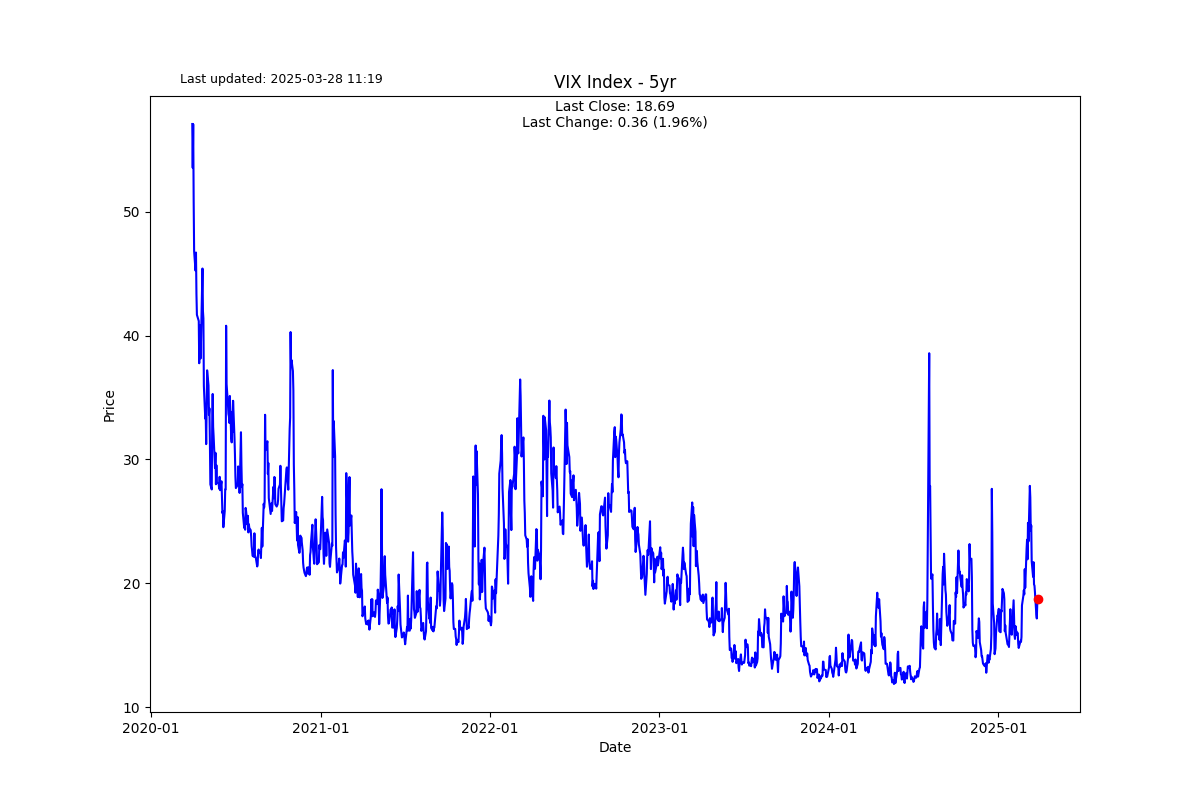 Last updated: 2025-03-28 11:19
VIX Index - 5yr
Last Close: 18.69
Last Change: 0.36 (1.96%)
50
40
30
20
10
Price
2020-01
2021-01
2022-01
2023-01
2024-01
2025-01
Date